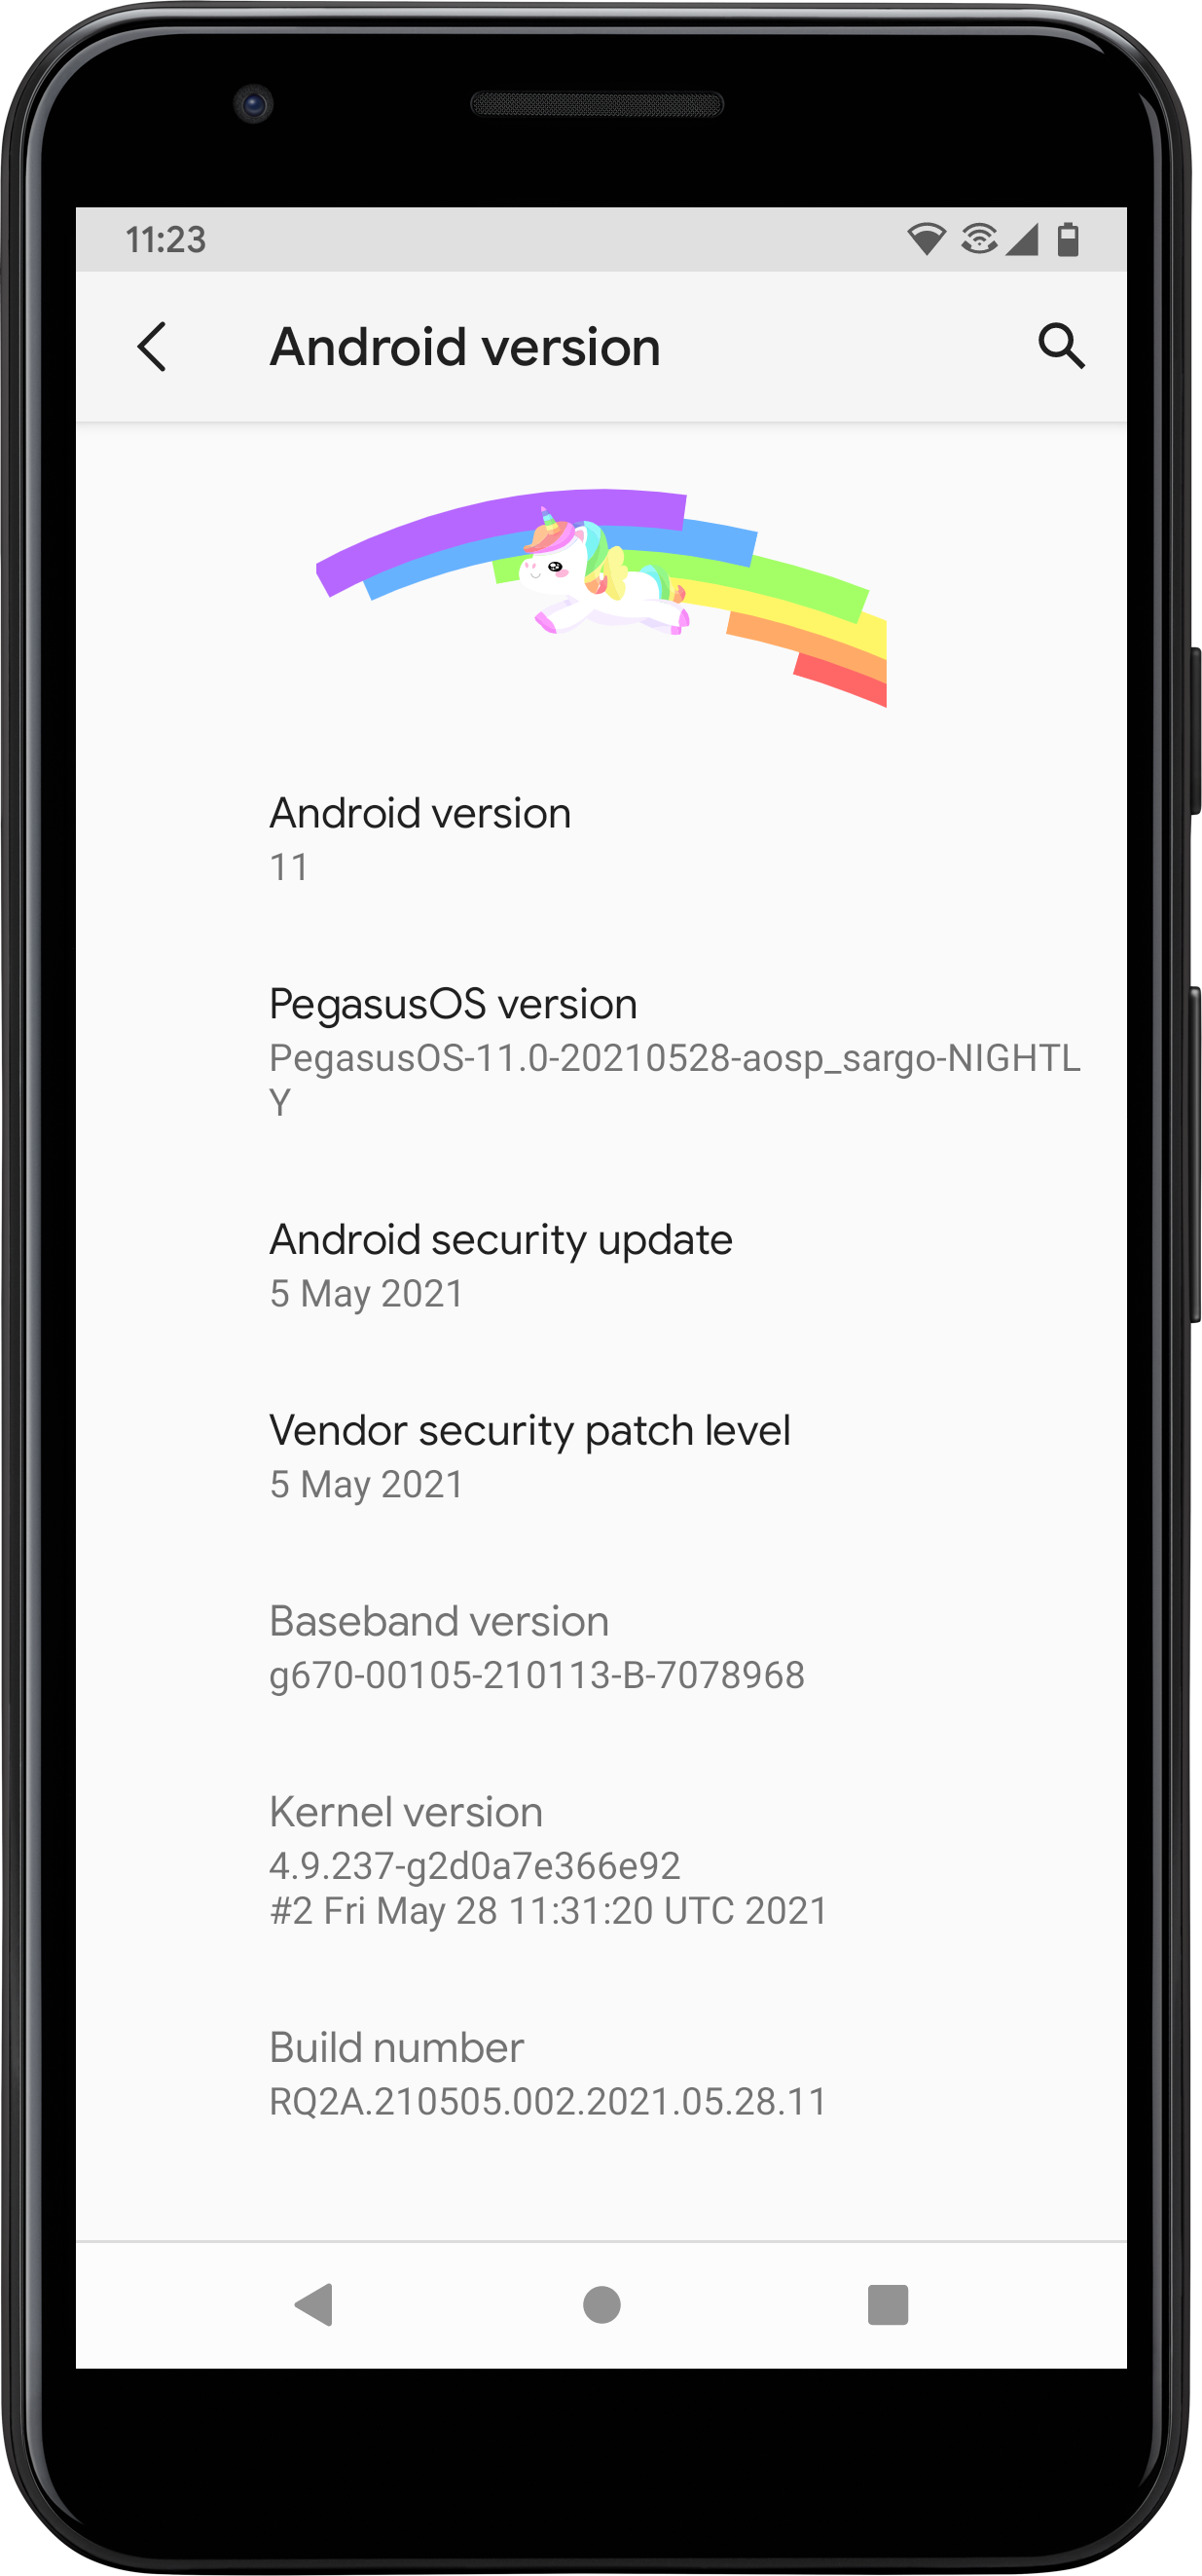 11:23
Android version
Android version
11
PegasusOS version
PegasusOS-11.0-20210528-aosp_sargo-NIGHTL
Y
Android security update
5 May 2021
Vendor security patch level
5 May 2021
Baseband version
g670-00105-210113-B-7078968
Kernel version
4.9.237-g2d0a7e366e92
#2 Fri May 28 11:31:20 UTC 2021
Build number
RQ2A.210505.002.2021.05.28.11